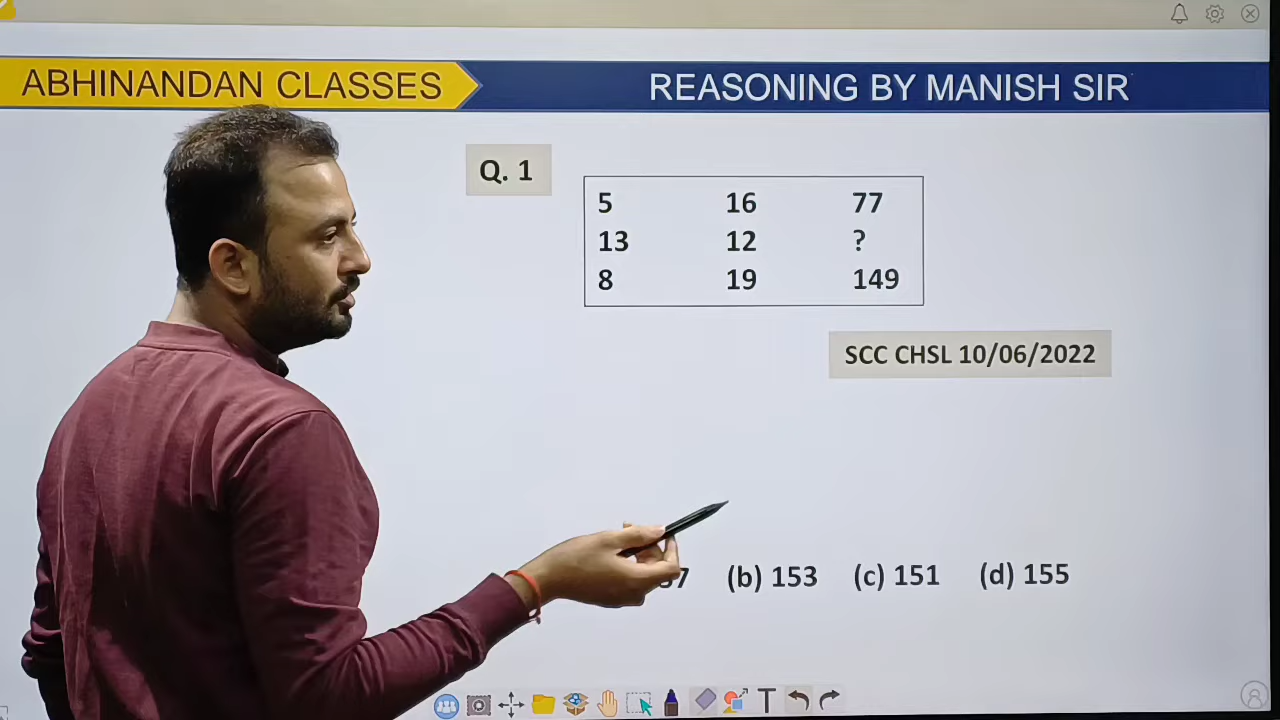 ABHINANDAN CLASSES
REASONING BY MANISH SIR
Q. 1
5 16 77
13 12 ?
8 19 149
SCC CHSL 10/06/2022
(b) 153 (c) 151 (d) 155
T